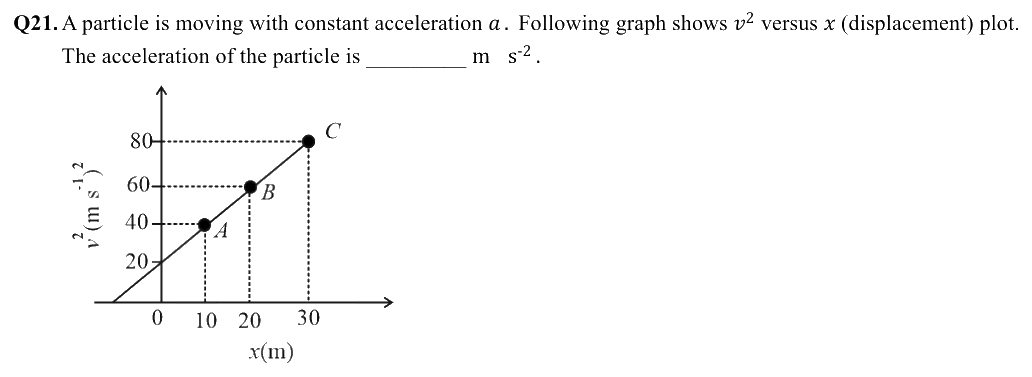 Q21. A particle is moving with constant acceleration a. Following graph shows v² versus x (displacement) plot.
The acceleration of the particle is _________ m s⁻².
C
80
60
B
40
A
20
v² (m s⁻¹)²
0 10 20 30
x(m)